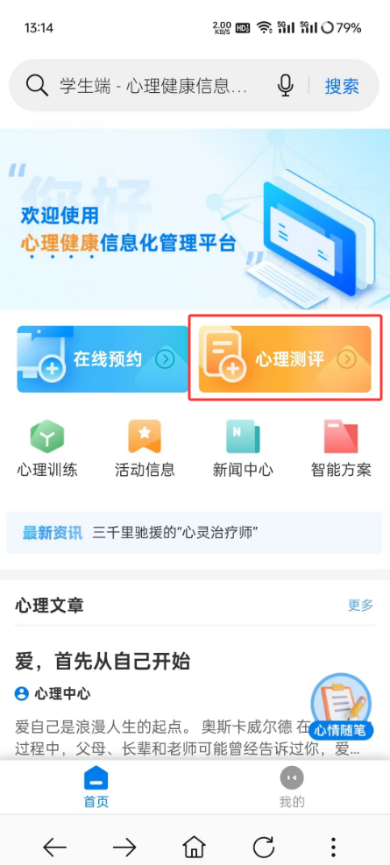 13:14
2.00
KB/S
HD
5G
5G
79%
学生端 - 心理健康信息...
搜索
你好
欢迎使用
心理健康信息化管理平台
在线预约
心理测评
心理训练
活动信息
新闻中心
智能方案
最新资讯 三千里驰援的“心灵治疗师”
心理文章
更多
爱，首先从自己开始
心理中心
爱自己是浪漫人生的起点。 奥斯卡威尔德 在
过程中，父母、长辈和老师可能曾经告诉过你，爱...
心情随笔
首页
我的